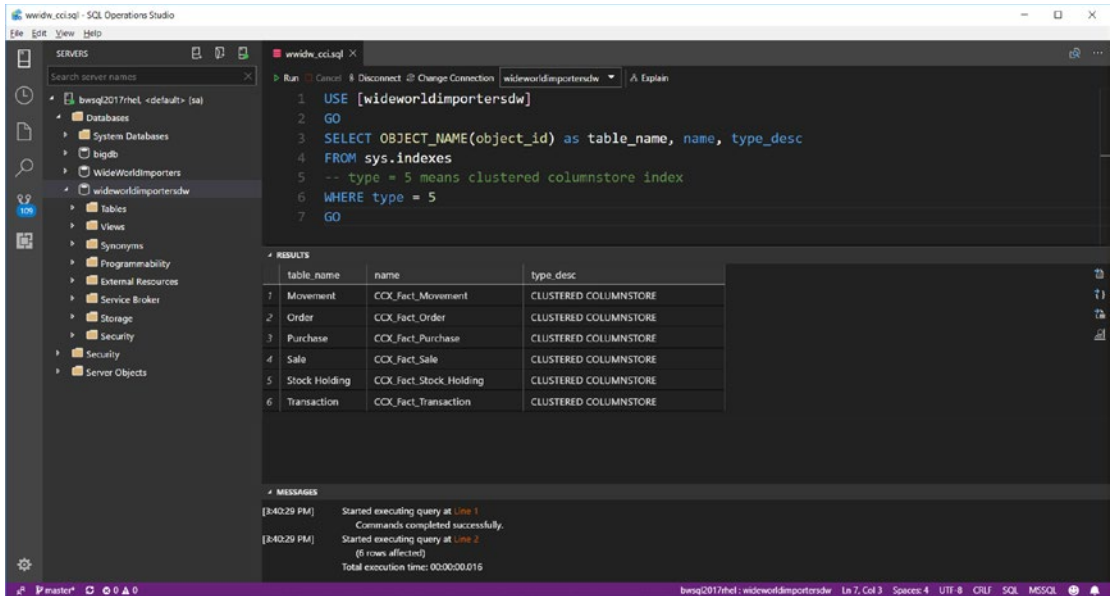 wwidw_cci.sql - SQL Operations Studio
File Edit View Help
SERVERS
Search server names
bwsql2017rhel, <default> (sa)
Databases
System Databases
bigdb
WideWorldImporters
wideworldimportersdw
Tables
Views
Synonyms
Programmability
External Resources
Service Broker
Storage
Security
Security
Server Objects
109
wwidw_cci.sql
Run Cancel Disconnect Change Connection wideworldimportersdw Explain
1 USE [wideworldimportersdw]
2 GO
3 SELECT OBJECT_NAME(object_id) as table_name, name, type_desc
4 FROM sys.indexes
5 -- type = 5 means clustered columnstore index
6 WHERE type = 5
7 GO
RESULTS
table_name name type_desc
1 Movement CCX_Fact_Movement CLUSTERED COLUMNSTORE
2 Order CCX_Fact_Order CLUSTERED COLUMNSTORE
3 Purchase CCX_Fact_Purchase CLUSTERED COLUMNSTORE
4 Sale CCX_Fact_Sale CLUSTERED COLUMNSTORE
5 Stock Holding CCX_Fact_Stock_Holding CLUSTERED COLUMNSTORE
6 Transaction CCX_Fact_Transaction CLUSTERED COLUMNSTORE
MESSAGES
[3:40:29 PM] Started executing query at Line 1
Commands completed successfully.
[3:40:29 PM] Started executing query at Line 2
(6 rows affected)
Total execution time: 00:00:00.016
master* 0 0 bwsql2017rhel : wideworldimportersdw Ln 7, Col 3 Spaces: 4 UTF-8 CRLF SQL MSSQL